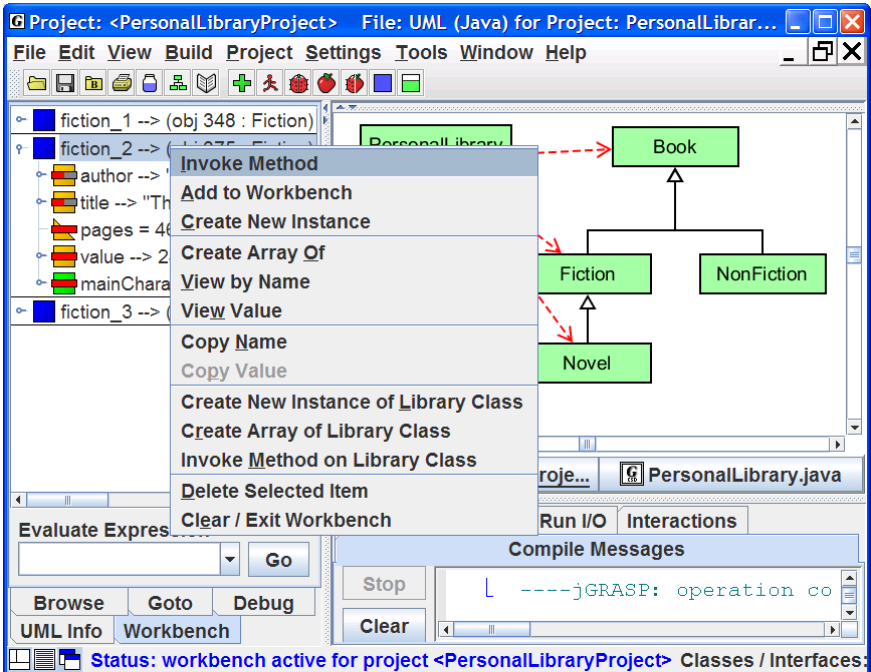 Project: <PersonalLibraryProject> File: UML (Java) for Project: PersonalLibrar...
File Edit View Build Project Settings Tools Window Help
fiction_1 --> (obj 348 : Fiction)
fiction_2 --> (
author -->
title --> "Th
pages = 46
value --> 2
mainChara
fiction_3 --> (
Invoke Method
Add to Workbench
Create New Instance
Create Array Of
View by Name
View Value
Copy Name
Copy Value
Create New Instance of Library Class
Create Array of Library Class
Invoke Method on Library Class
Delete Selected Item
Clear / Exit Workbench
PersonalLibrary
Book
Fiction
NonFiction
Novel
roje...
PersonalLibrary.java
Evaluate Expres
Go
Browse Goto Debug
UML Info Workbench
Run I/O Interactions
Compile Messages
Stop
Clear
----jGRASP: operation co
Status: workbench active for project <PersonalLibraryProject> Classes / Interfaces: